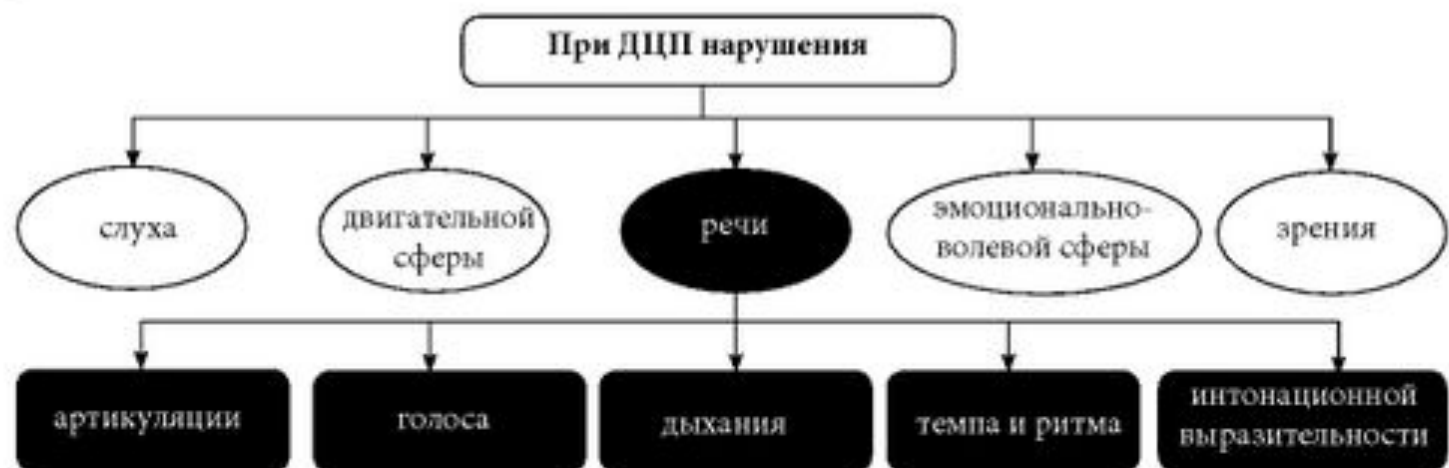 При ДЦП нарушения
слуха
двигательной
сферы
речи
эмоционально-
волевой сферы
зрения
артикуляции
голоса
дыхания
темпа и ритма
интонационной
выразительности